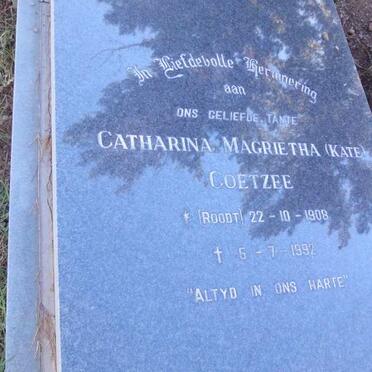 In Liefdevolle Herinnering
aan
ONS GELIEFDE TANTE
CATHARINA MAGRIETHA (KATE)
COETZEE
* (ROODT) 22-10-1908
† 5-7-1992
"ALTYD IN ONS HARTE"